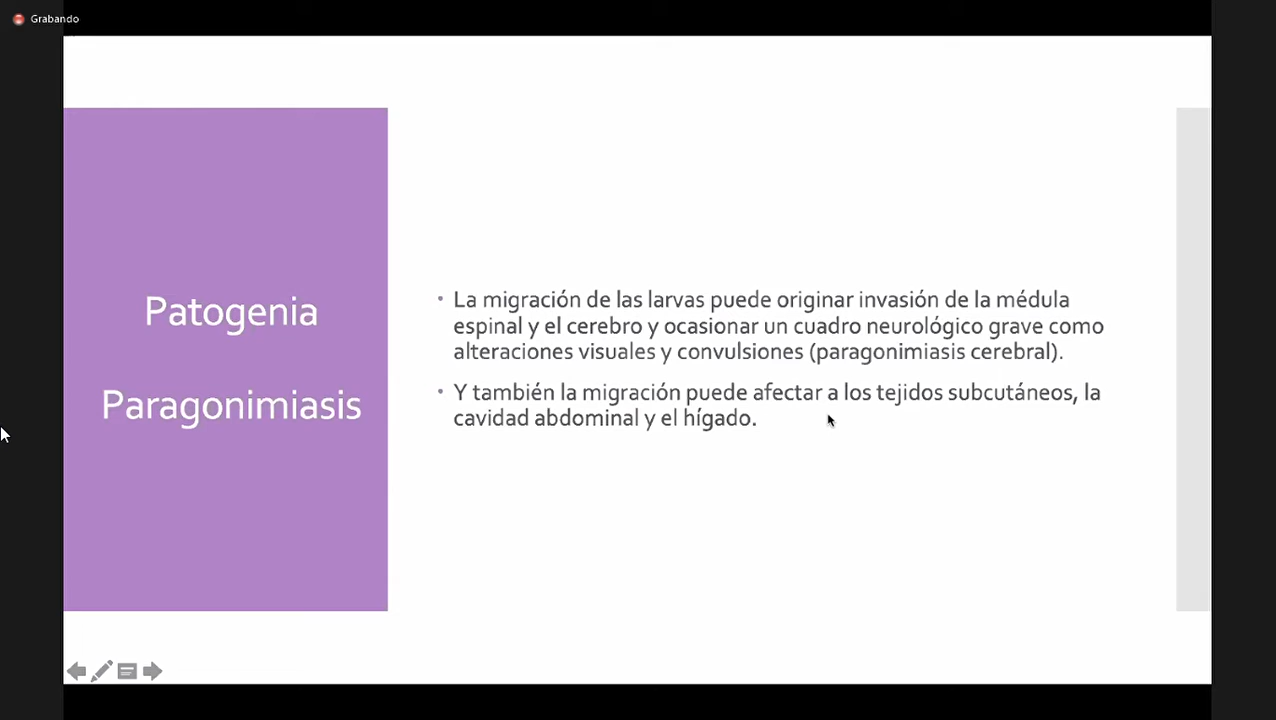 Grabando
Patogenia
Paragonimiasis
• La migración de las larvas puede originar invasión de la médula
espinal y el cerebro y ocasionar un cuadro neurológico grave como
alteraciones visuales y convulsiones (paragonimiasis cerebral).
• Y también la migración puede afectar a los tejidos subcutáneos, la
cavidad abdominal y el hígado.